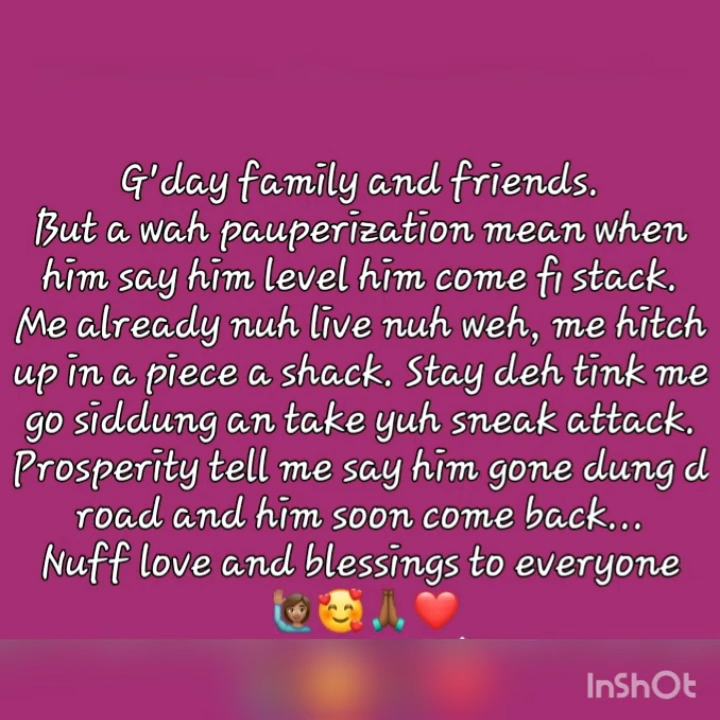 G'day family and friends.
But a wah pauperization mean when
him say him level him come fi stack.
Me already nuh live nuh weh, me hitch
up in a piece a shack. Stay deh tink me
go siddung an take yuh sneak attack.
Prosperity tell me say him gone dung d
road and him soon come back...
Nuff love and blessings to everyone
🙋🏽‍♀️🥰🙏🏾❤️
InShOt